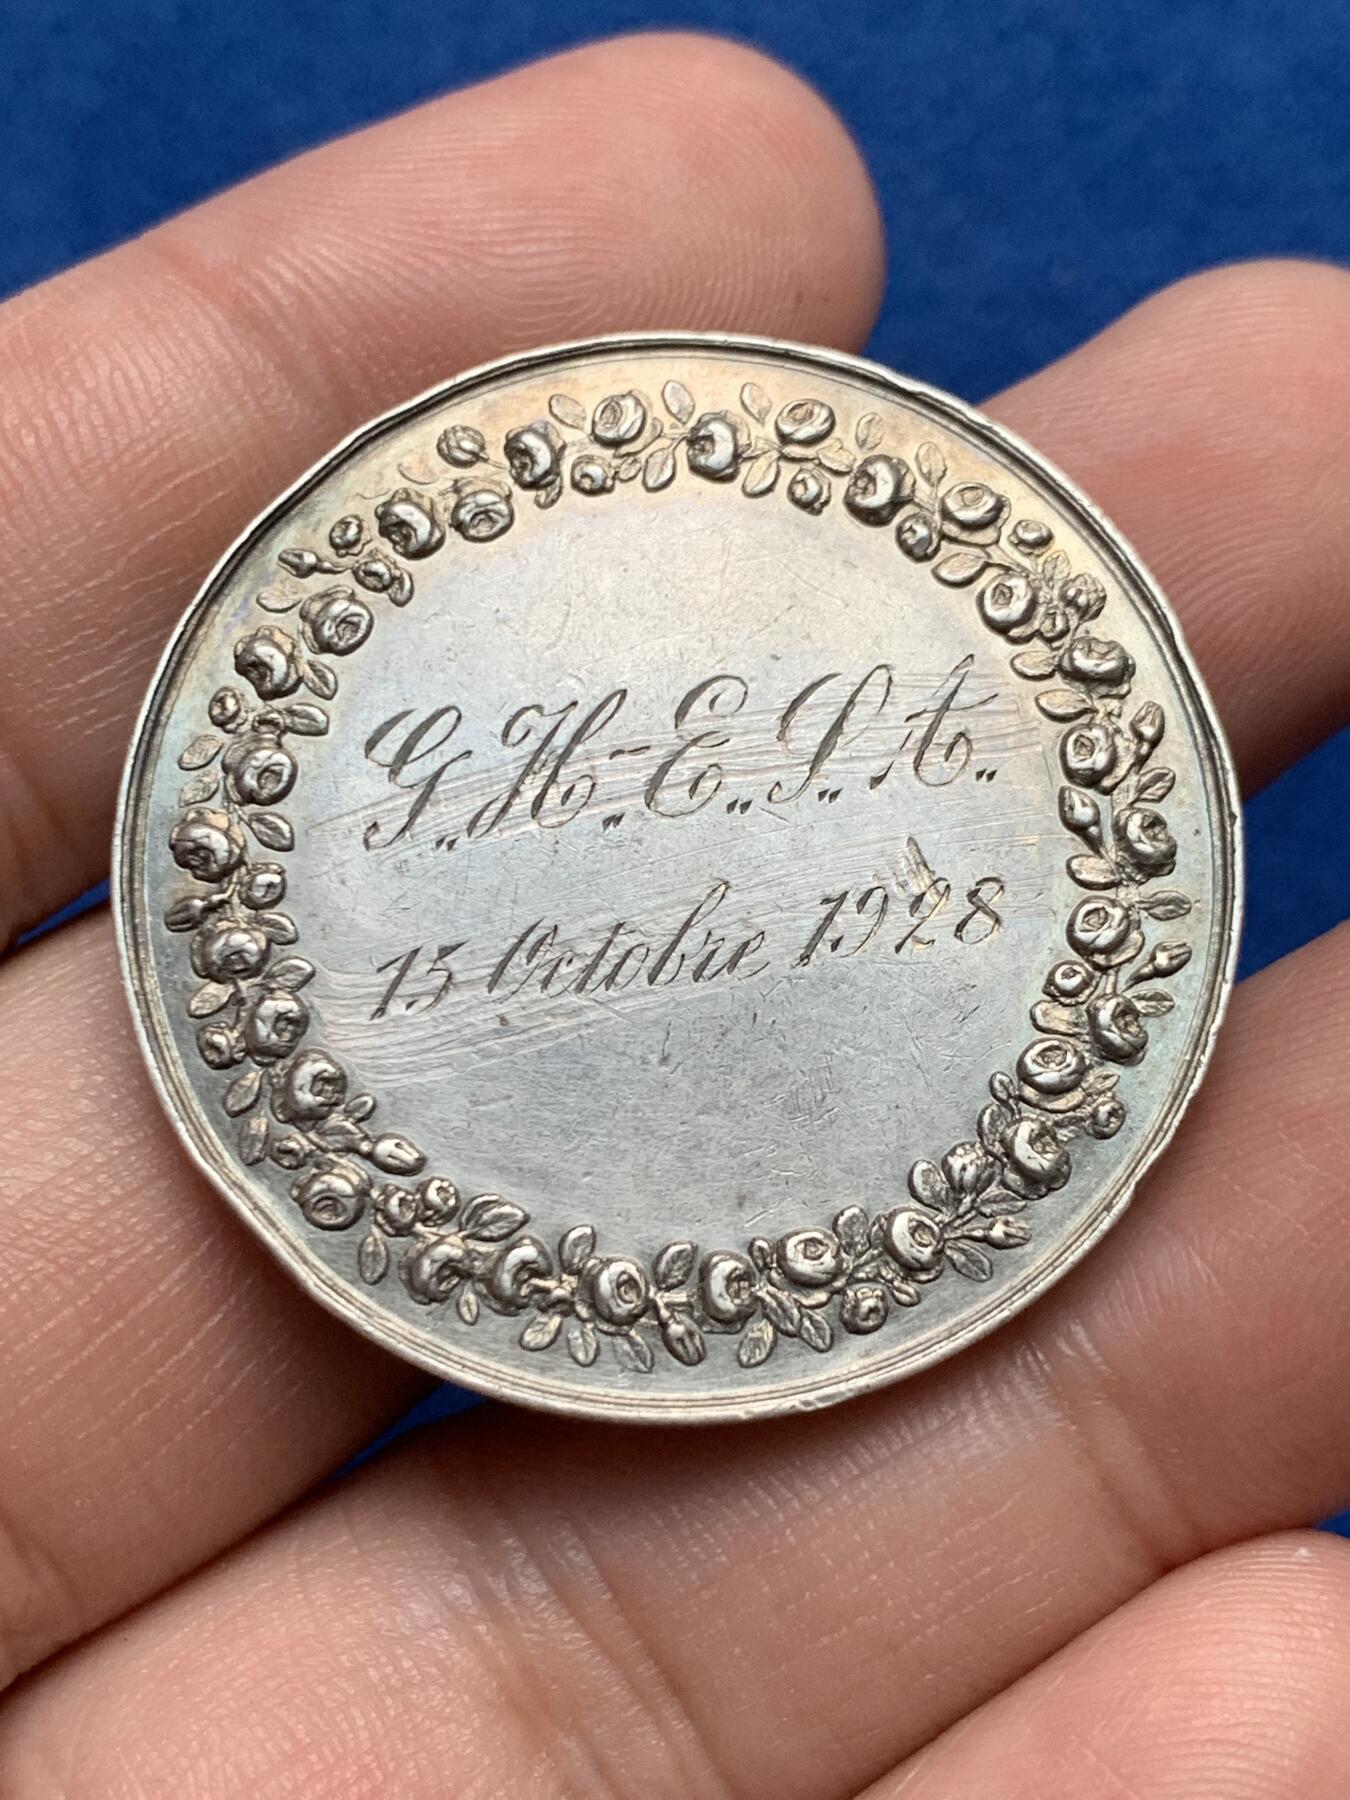 G. H-E. S. A.
15 Octobre 1928